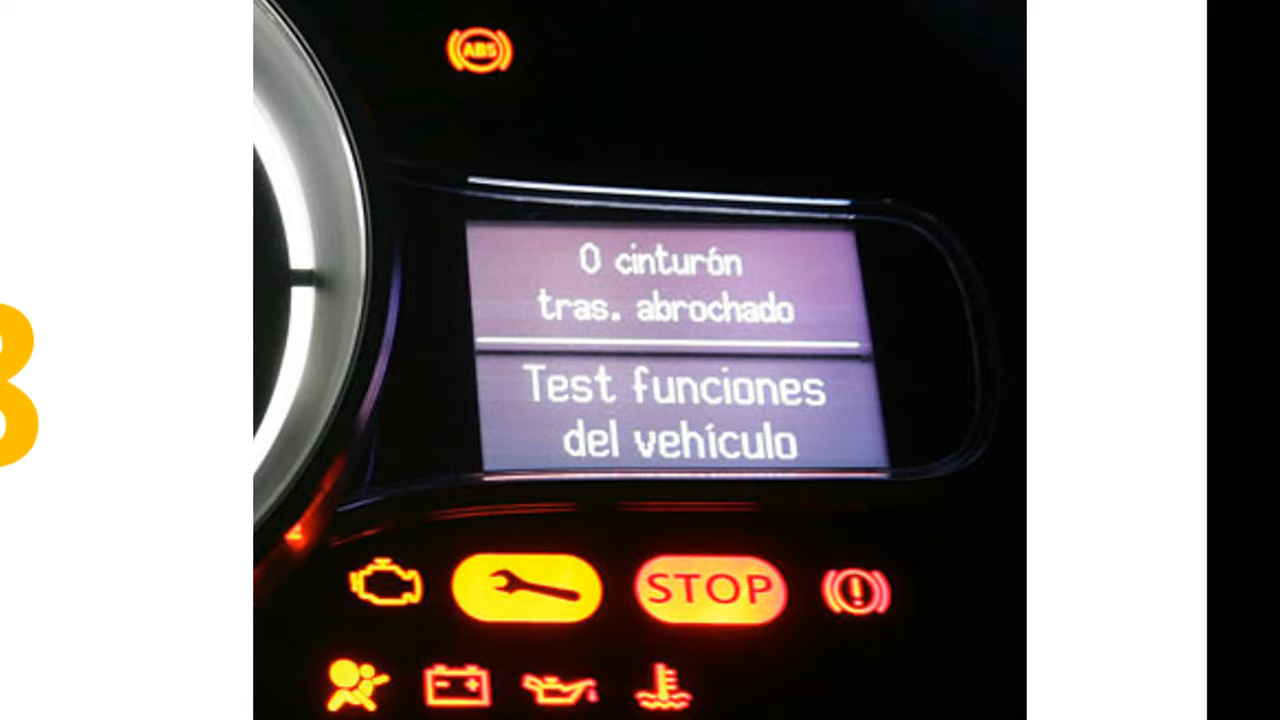 ABS
0 cinturón
tras. abrochado
Test funciones
del vehículo
STOP